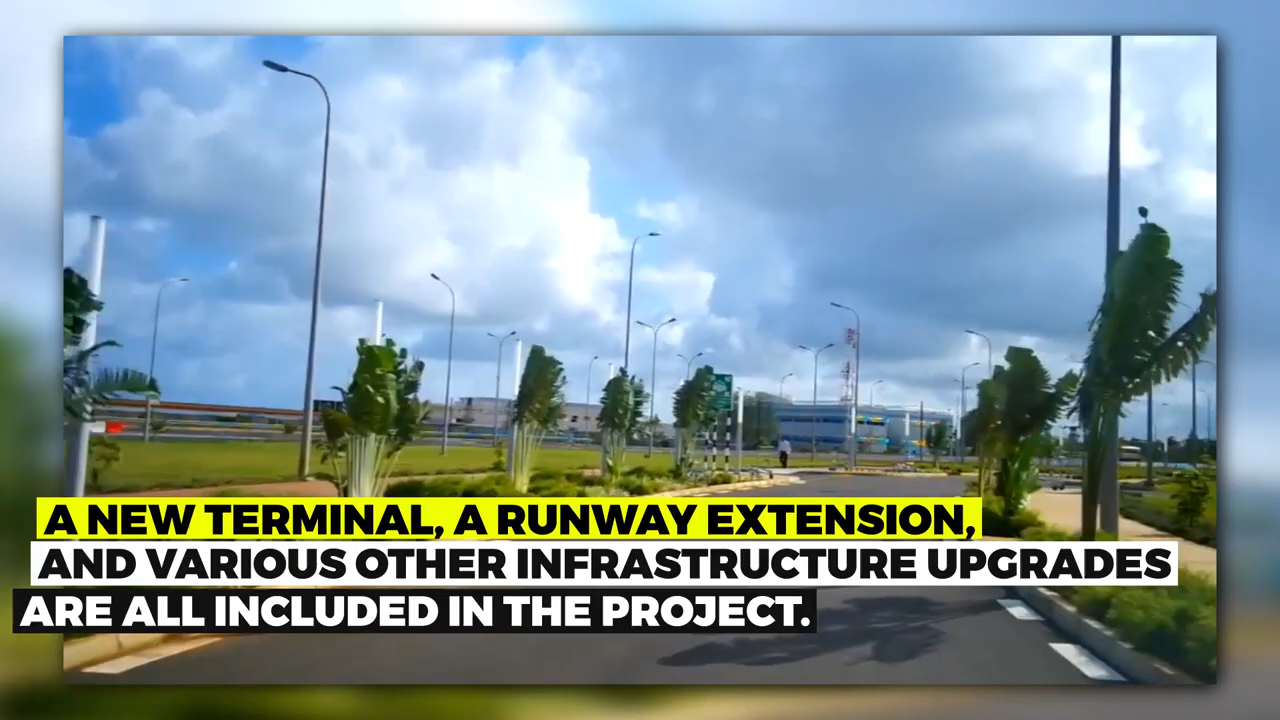 A NEW TERMINAL, A RUNWAY EXTENSION,
AND VARIOUS OTHER INFRASTRUCTURE UPGRADES
ARE ALL INCLUDED IN THE PROJECT.